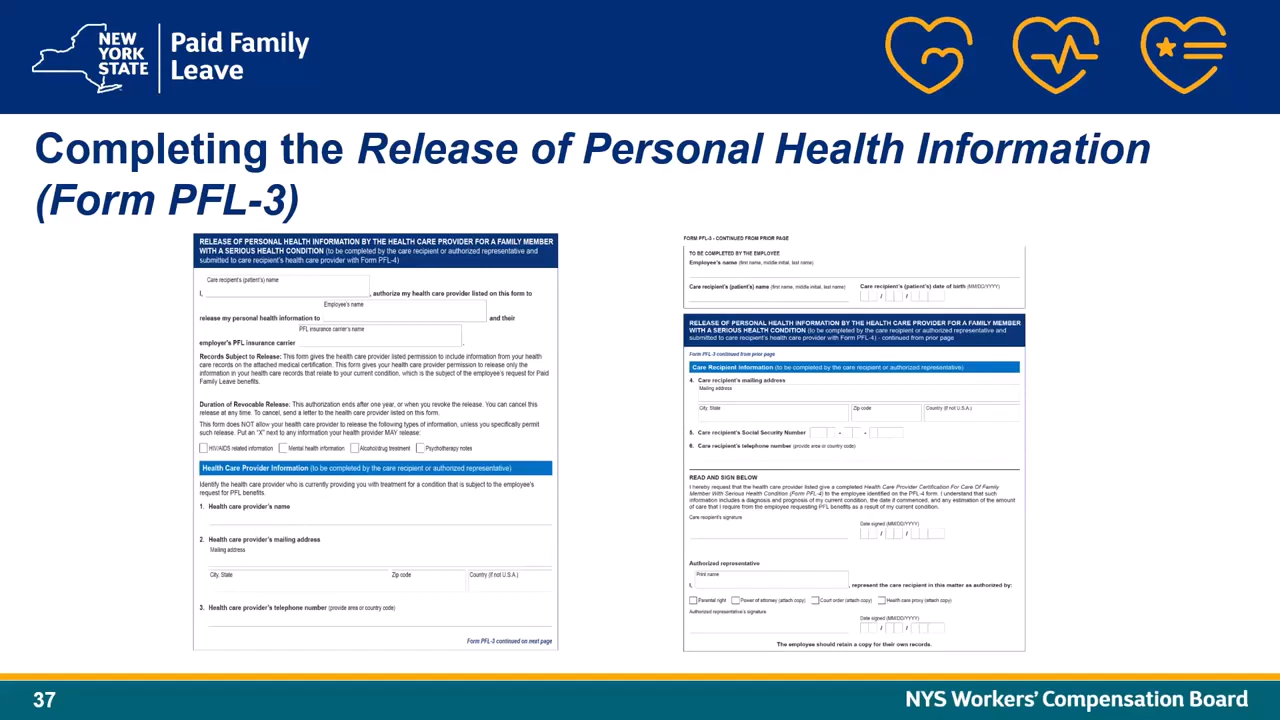 NEW
YORK
STATE
Paid Family
Leave
Completing the Release of Personal Health Information
(Form PFL-3)
RELEASE OF PERSONAL HEALTH INFORMATION BY THE HEALTH CARE PROVIDER FOR A FAMILY MEMBER
WITH A SERIOUS HEALTH CONDITION (to be completed by the care recipient or authorized representative and
submitted to care recipient's health care provider with Form PFL-4)
Care recipient's (patient's) name
I, , authorize my health care provider listed on this form to
Employee's name
release my personal health information to and their
PFL insurance carrier's name
employer's PFL insurance carrier .
Records Subject to Release: This form gives the health care provider listed permission to include information from your health
care records on the attached medical certification. This form gives your health care provider permission to release only the
information in your health care records that relate to your current condition, which is the subject of the employee's request for Paid
Family Leave benefits.
Duration of Revocable Release: This authorization ends after one year, or when you revoke the release. You can cancel this
release at any time. To cancel, send a letter to the health care provider listed on this form.
This form does NOT allow your health care provider to release the following types of information, unless you specifically permit
such release. Put an "X" next to any information your health provider MAY release:
HIV/AIDS related information Mental health information Alcohol/drug treatment Psychotherapy notes
Health Care Provider Information (to be completed by the care recipient or authorized representative)
Identify the health care provider who is currently providing you with treatment for a condition that is subject to the employee's
request for PFL benefits.
1. Health care provider's name
2. Health care provider's mailing address
Mailing address
City, State Zip code Country (if not U.S.A.)
3. Health care provider's telephone number (provide area or country code)
Form PFL-3 continued on next page
FORM PFL-3 - CONTINUED FROM PRIOR PAGE
TO BE COMPLETED BY THE EMPLOYEE
Employee's name (first name, middle initial, last name)
Care recipient's (patient's) name (first name, middle initial, last name) Care recipient's (patient's) date of birth (MM/DD/YYYY)
/ /
RELEASE OF PERSONAL HEALTH INFORMATION BY THE HEALTH CARE PROVIDER FOR A FAMILY MEMBER
WITH A SERIOUS HEALTH CONDITION (to be completed by the care recipient or authorized representative and
submitted to care recipient's health care provider with Form PFL-4) - continued from prior page
Form PFL-3 continued from prior page
Care Recipient Information (to be completed by the care recipient or authorized representative)
4. Care recipient's mailing address
Mailing address
City, State Zip code Country (if not U.S.A.)
5. Care recipient's Social Security Number - -
6. Care recipient's telephone number (provide area or country code)
READ AND SIGN BELOW
I hereby request that the health care provider listed give a completed Health Care Provider Certification For Care Of Family
Member With Serious Health Condition (Form PFL-4) to the employee identified on the PFL-4 form. I understand that such
information includes a diagnosis and prognosis of my current condition, the date it commenced, and any estimation of the amount
of care that I require from the employee requesting PFL benefits as a result of my current condition.
Care recipient's signature
Date signed (MM/DD/YYYY)
/ /
Authorized representative
Print name
I, , represent the care recipient in this matter as authorized by:
Parental right Power of attorney (attach copy) Court order (attach copy) Health care proxy (attach copy)
Authorized representative's signature
Date signed (MM/DD/YYYY)
/ /
The employee should retain a copy for their own records.
37
NYS Workers' Compensation Board